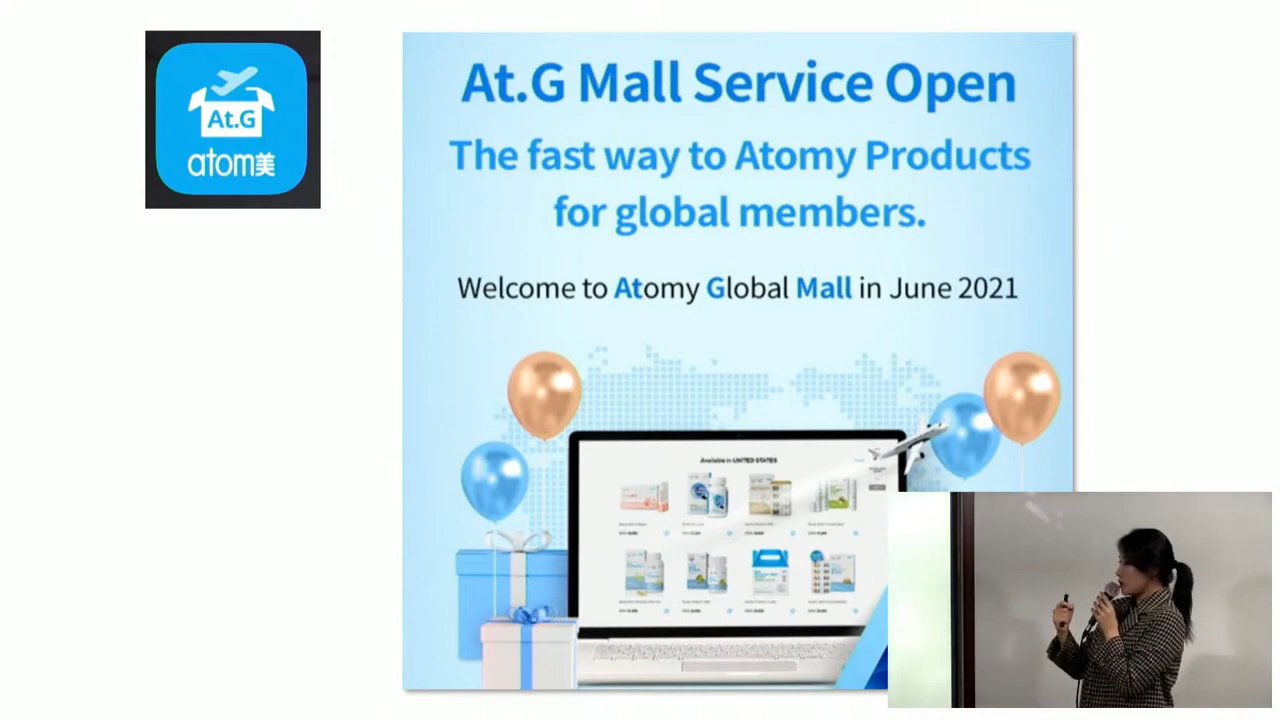 At.G
atom美
At.G Mall Service Open
The fast way to Atomy Products
for global members.
Welcome to Atomy Global Mall in June 2021
Available in UNITED STATES